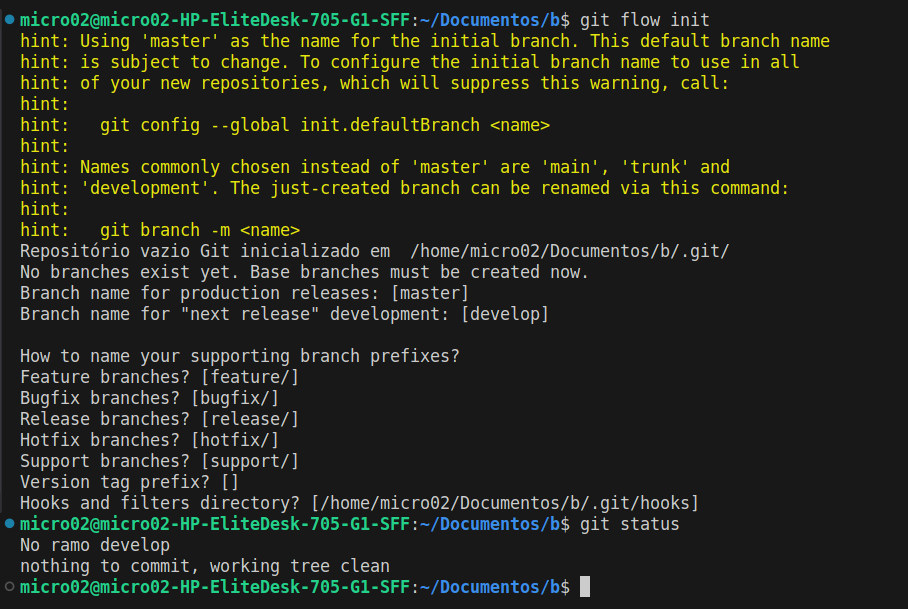 micro02@micro02-HP-EliteDesk-705-G1-SFF:~/Documentos/b$ git flow init
hint: Using 'master' as the name for the initial branch. This default branch name
hint: is subject to change. To configure the initial branch name to use in all
hint: of your new repositories, which will suppress this warning, call:
hint:
hint:   git config --global init.defaultBranch <name>
hint:
hint: Names commonly chosen instead of 'master' are 'main', 'trunk' and
hint: 'development'. The just-created branch can be renamed via this command:
hint:
hint:   git branch -m <name>
Repositório vazio Git inicializado em  /home/micro02/Documentos/b/.git/
No branches exist yet. Base branches must be created now.
Branch name for production releases: [master]
Branch name for "next release" development: [develop]
How to name your supporting branch prefixes?
Feature branches? [feature/]
Bugfix branches? [bugfix/]
Release branches? [release/]
Hotfix branches? [hotfix/]
Support branches? [support/]
Version tag prefix? []
Hooks and filters directory? [/home/micro02/Documentos/b/.git/hooks]
micro02@micro02-HP-EliteDesk-705-G1-SFF:~/Documentos/b$ git status
No ramo develop
nothing to commit, working tree clean
micro02@micro02-HP-EliteDesk-705-G1-SFF:~/Documentos/b$